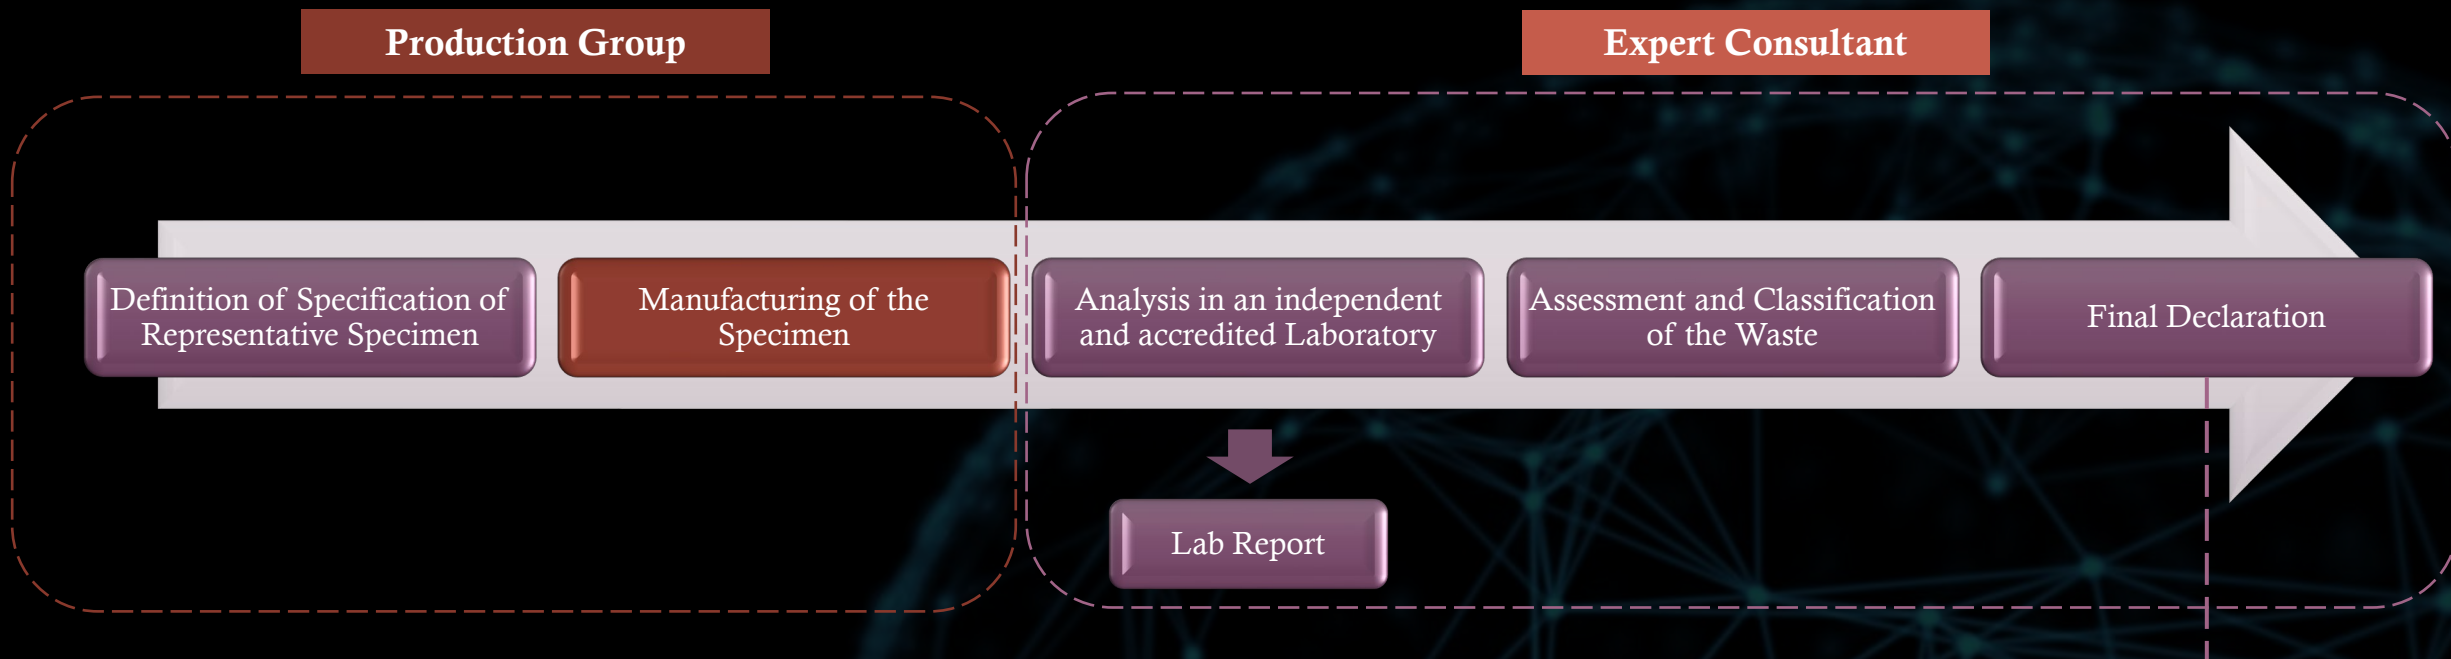 Production Group
Expert Consultant
Definition of Specification of
Representative Specimen
Manufacturing of the
Specimen
Analysis in an independent
and accredited Laboratory
Assessment and Classification
of the Waste
Final Declaration
Lab Report